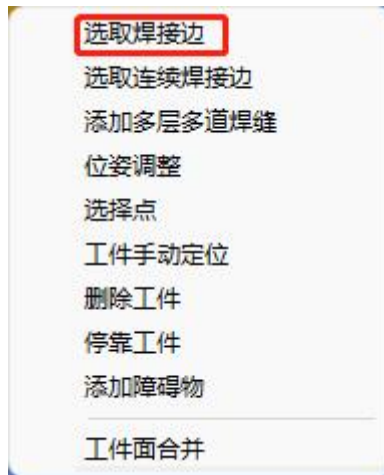 选取焊接边
选取连续焊接边
添加多层多道焊缝
位姿调整
选择点
工件手动定位
删除工件
停靠工件
添加障碍物
工件面合并